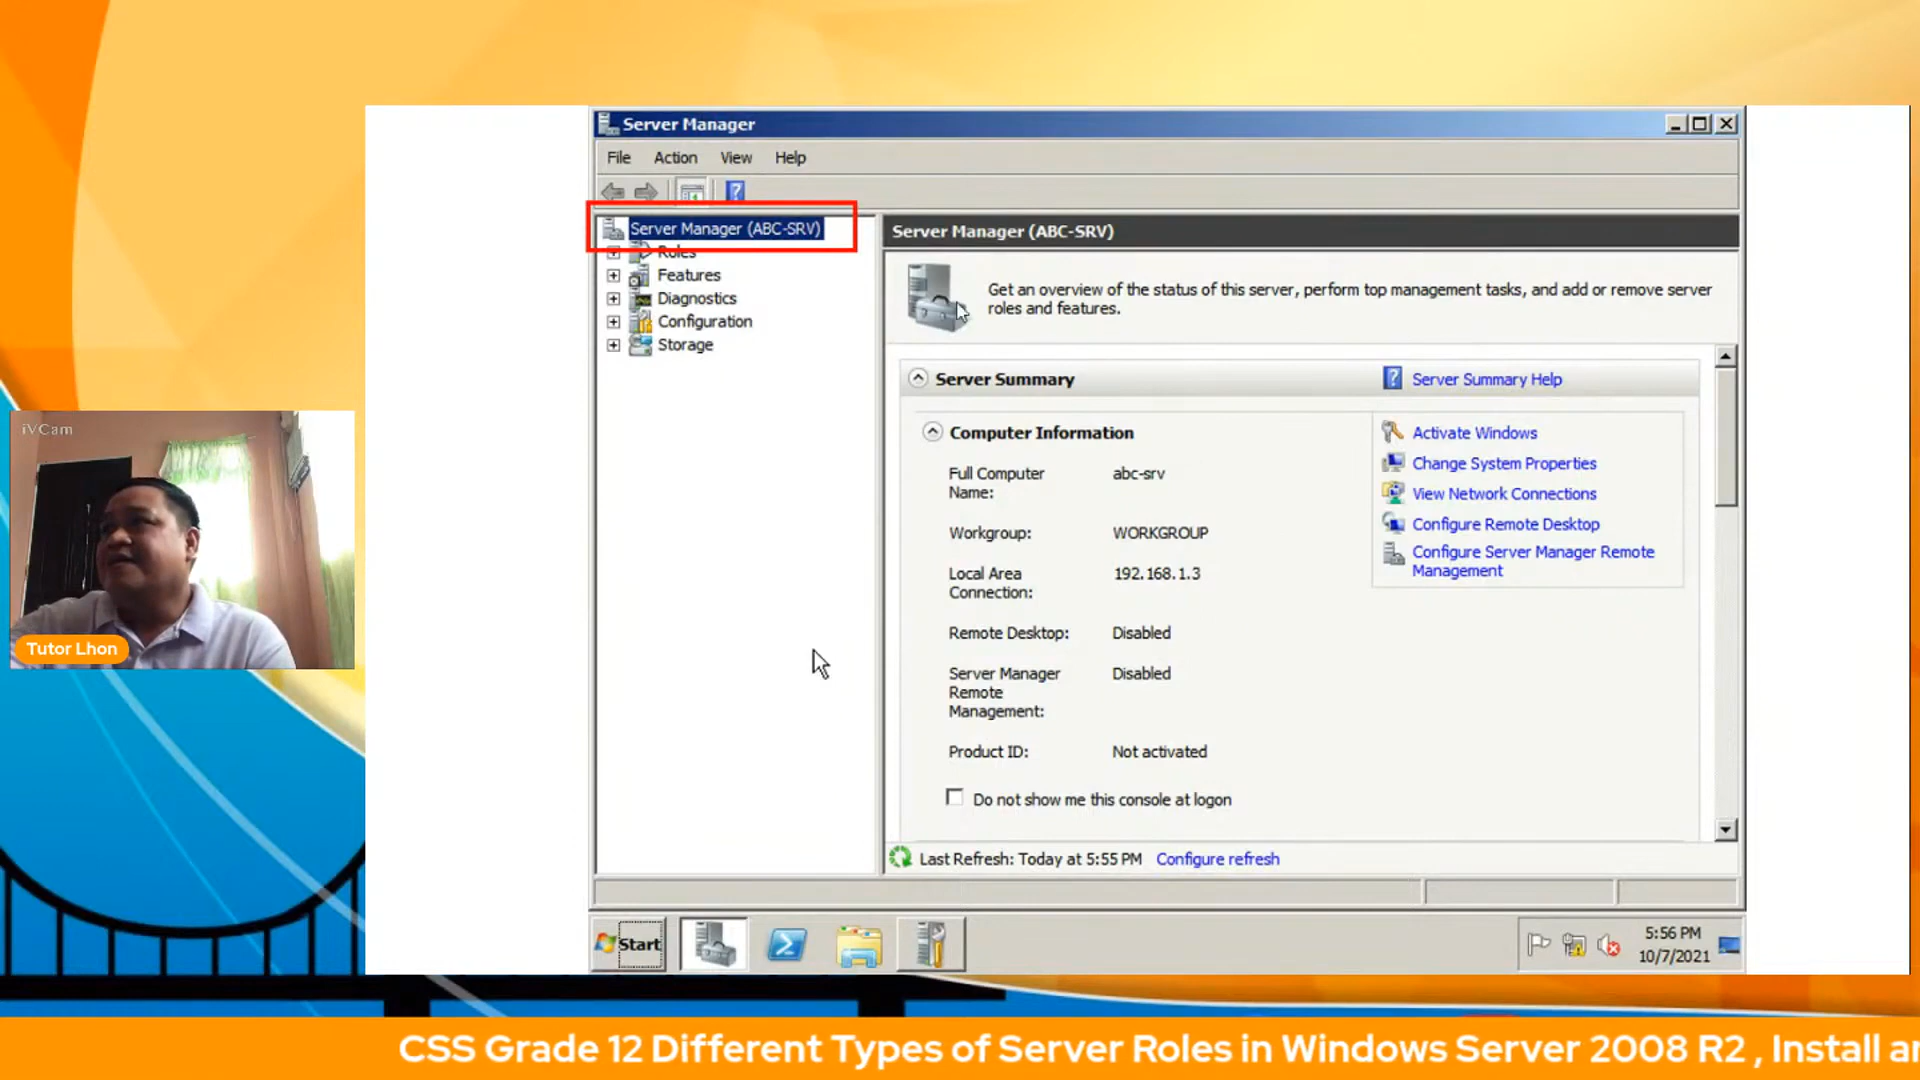 Server Manager
File Action View Help
Server Manager (ABC-SRV)
Roles
Features
Diagnostics
Configuration
Storage
Server Manager (ABC-SRV)
Get an overview of the status of this server, perform top management tasks, and add or remove server
roles and features.
Server Summary
Server Summary Help
Computer Information
Full Computer
Name:
abc-srv
Workgroup:
WORKGROUP
Local Area
Connection:
192.168.1.3
Remote Desktop:
Disabled
Server Manager
Remote
Management:
Disabled
Product ID:
Not activated
Do not show me this console at logon
Activate Windows
Change System Properties
View Network Connections
Configure Remote Desktop
Configure Server Manager Remote
Management
Last Refresh: Today at 5:55 PM Configure refresh
Start
5:56 PM
10/7/2021
iVCam
Tutor Lhon
CSS Grade 12 Different Types of Server Roles in Windows Server 2008 R2 , Install ar